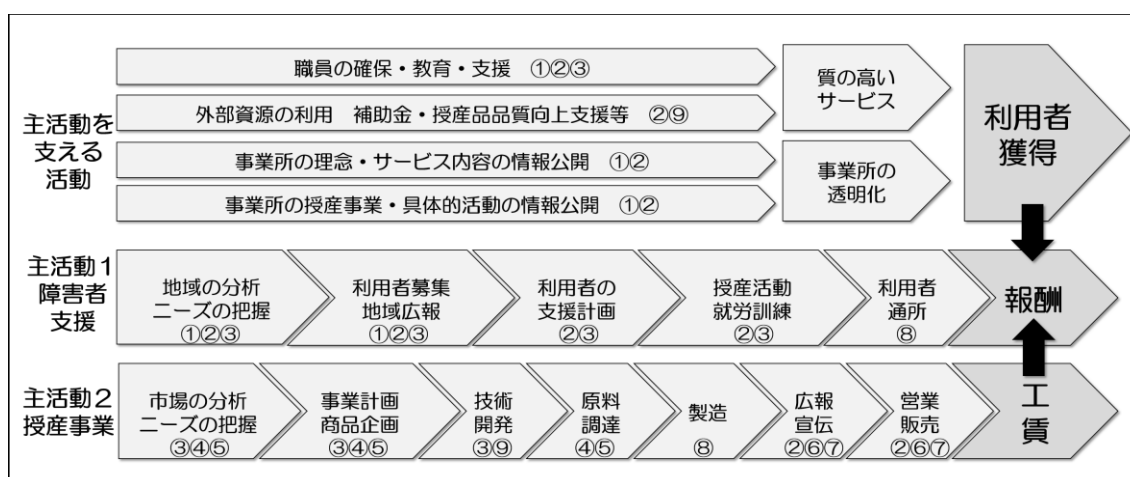 主活動を
支える
活動
職員の確保・教育・支援 ①②③
外部資源の利用 補助金・授産品品質向上支援等 ②⑨
事業所の理念・サービス内容の情報公開 ①②
事業所の授産事業・具体的活動の情報公開 ①②
質の高い
サービス
事業所の
透明化
利用者
獲得
主活動1
障害者
支援
地域の分析
ニーズの把握
①②③
利用者募集
地域広報
①②③
利用者の
支援計画
②③
授産活動
就労訓練
②③
利用者
通所
⑧
報酬
主活動2
授産事業
市場の分析
ニーズの把握
③④⑤
事業計画
商品企画
③④⑤
技術
開発
③⑨
原料
調達
④⑤
製造
⑧
広報
宣伝
②⑥⑦
営業
販売
②⑥⑦
工
賃